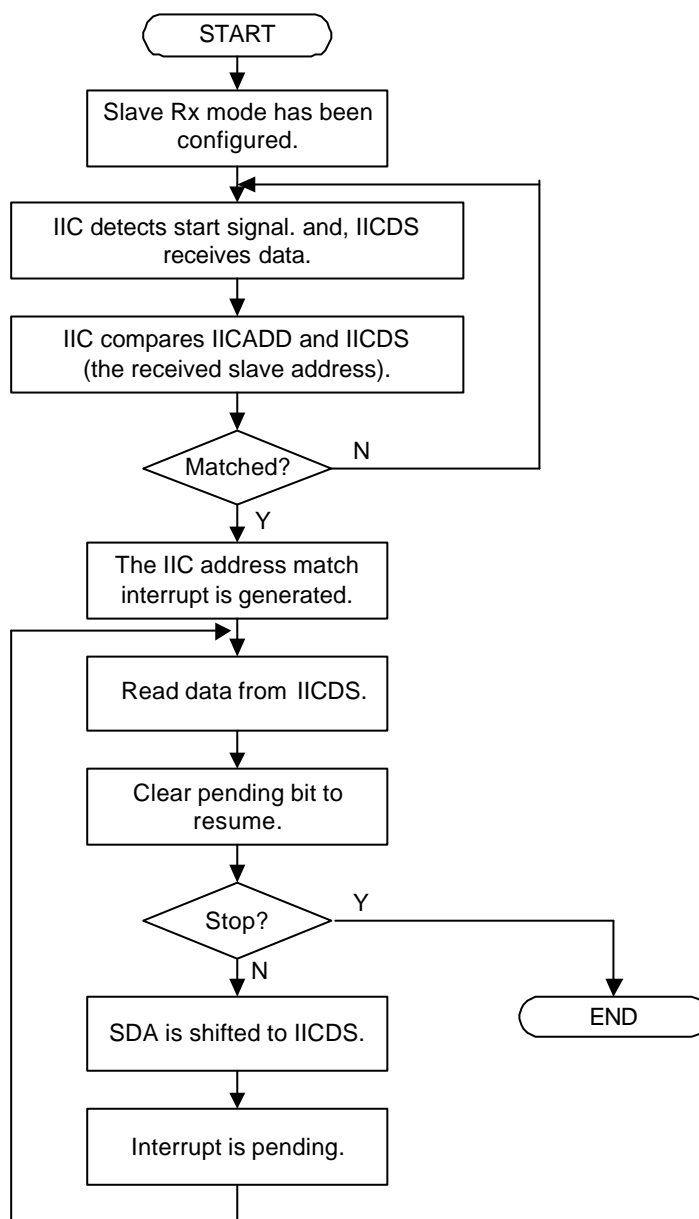 START
Slave Rx mode has been
configured.
IIC detects start signal. and, IICDS
receives data.
IIC compares IICADD and IICDS
(the received slave address).
Matched?
N
Y
The IIC address match
interrupt is generated.
Read data from IICDS.
Clear pending bit to
resume.
Stop?
Y
N
SDA is shifted to IICDS.
END
Interrupt is pending.